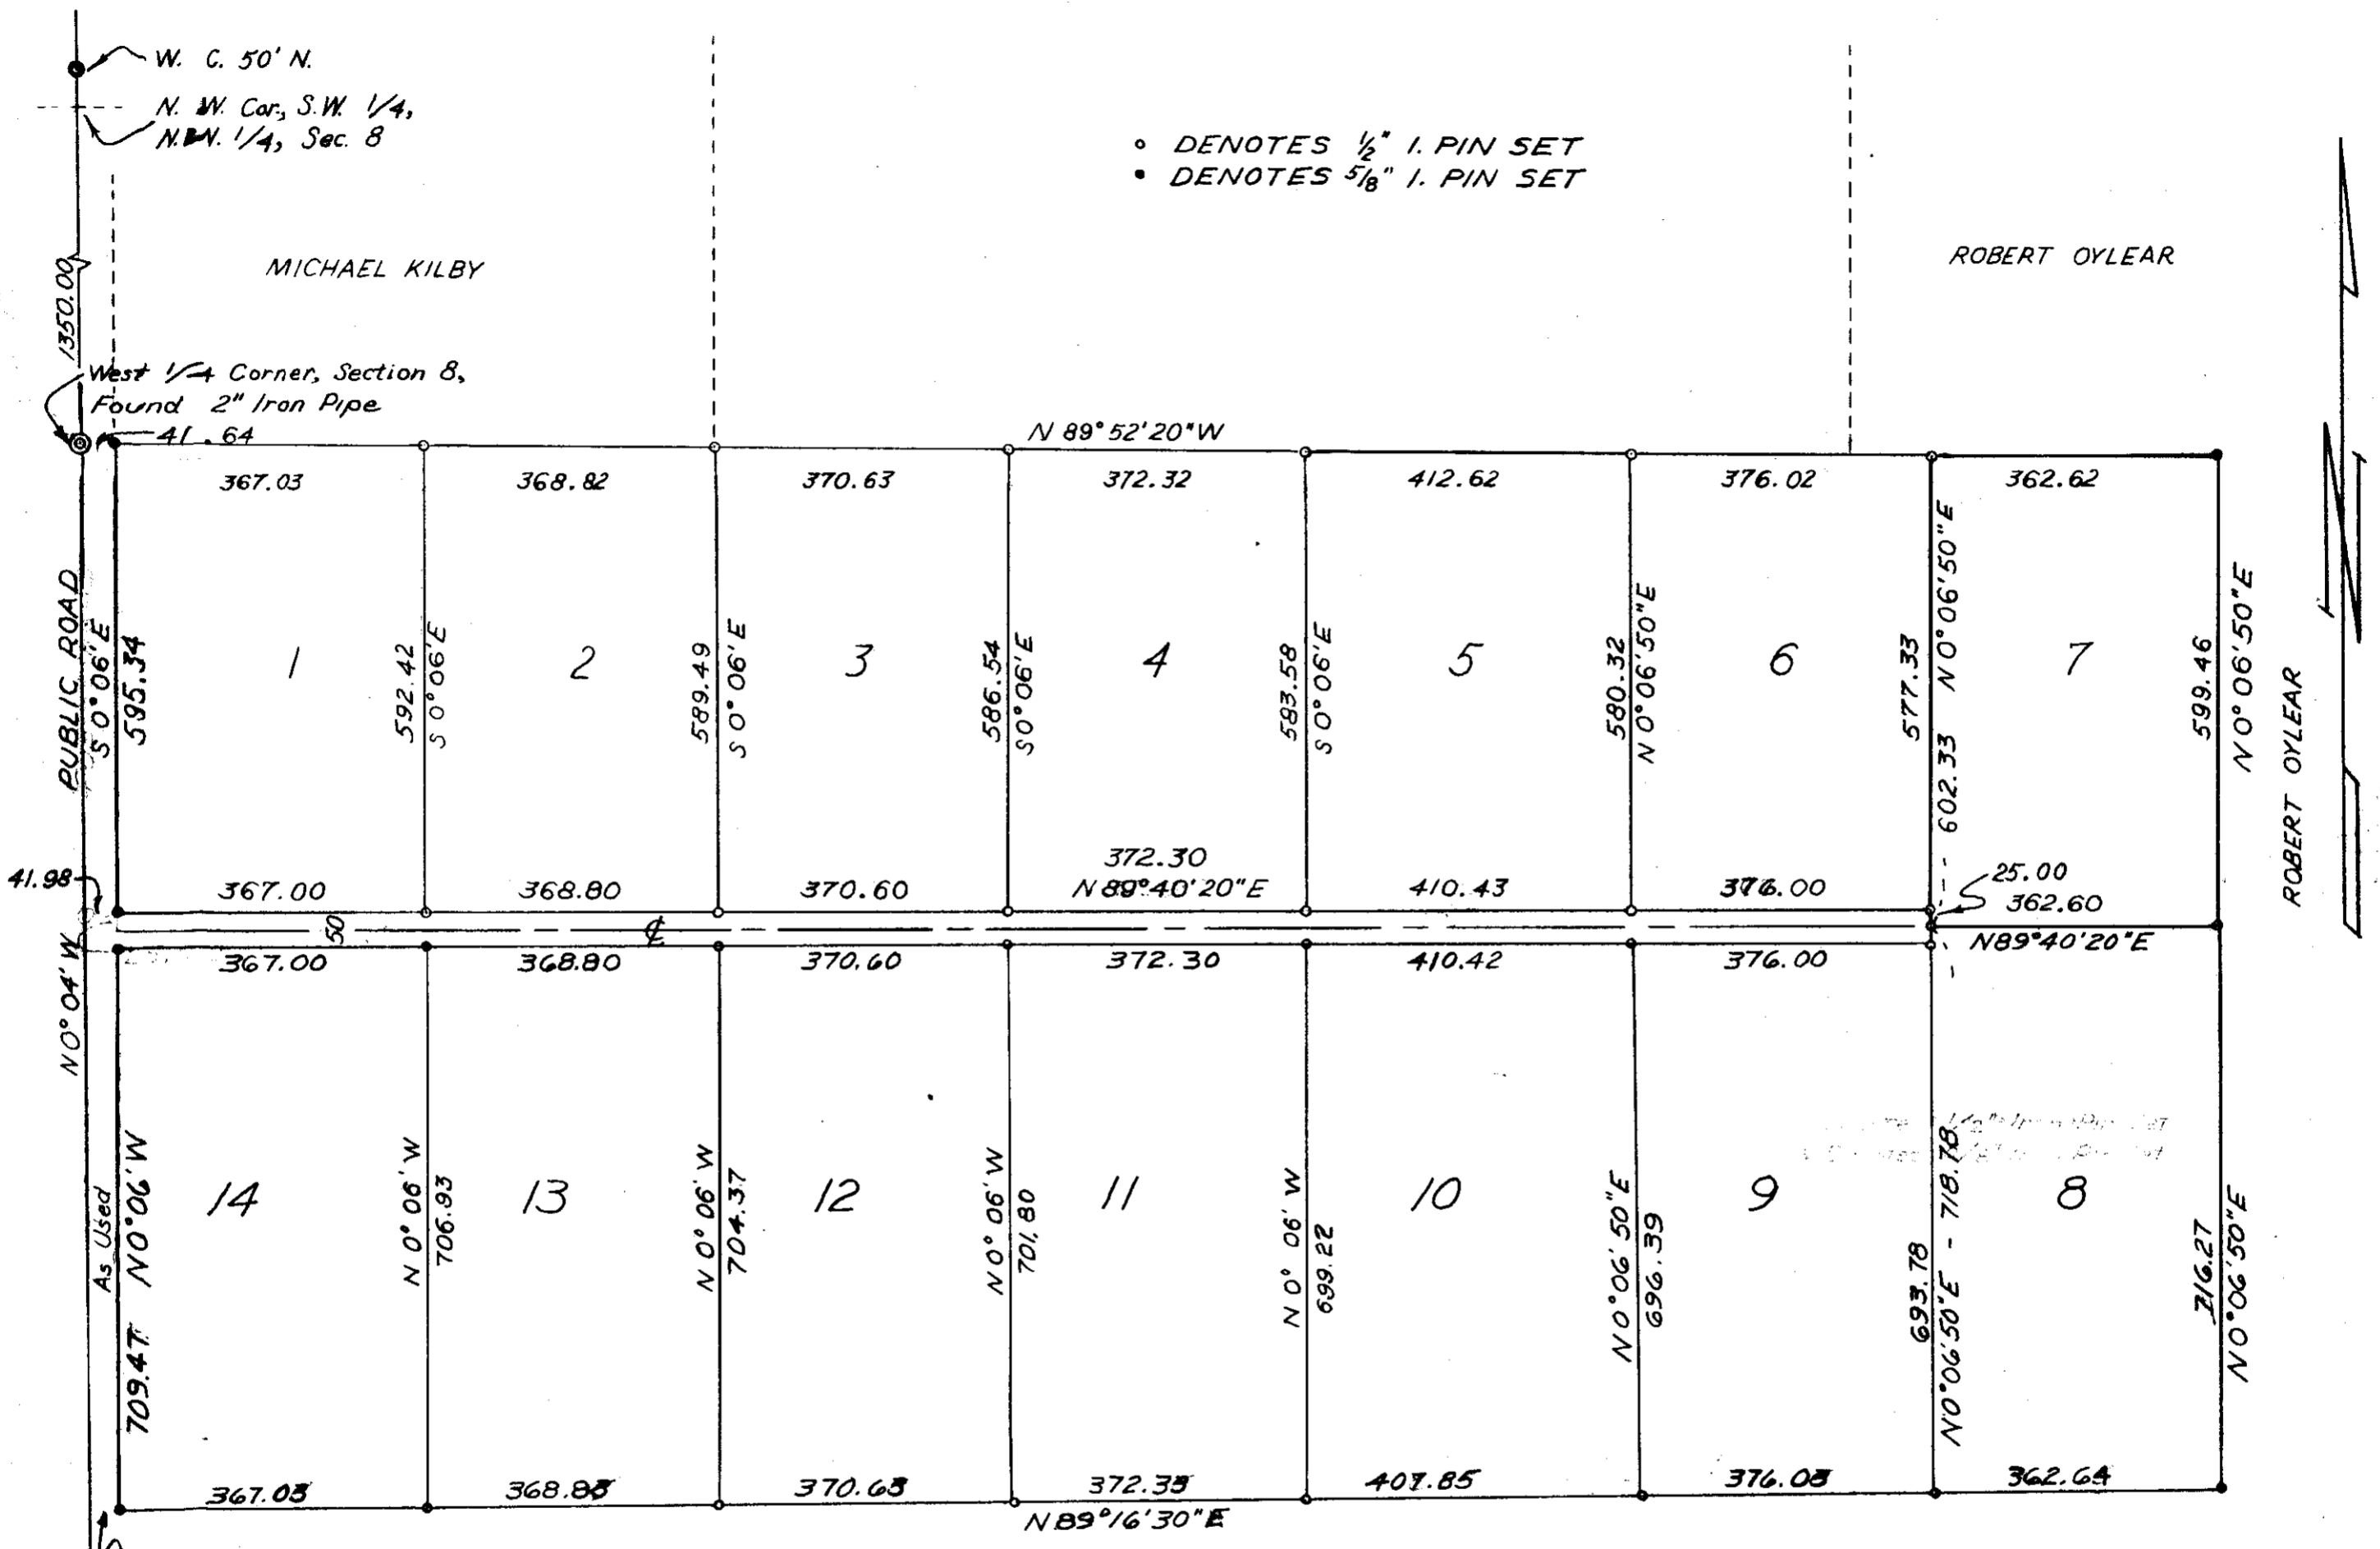 W. C. 50' N.
N. W. Cor., S.W. 1/4,
N.W. 1/4, Sec. 8
o DENOTES 1/2" I. PIN SET
• DENOTES 5/8" I. PIN SET
MICHAEL KILBY
ROBERT OYLEAR
1350.00
West 1/4 Corner, Section 8,
Found 2" Iron Pipe
41.64
N 89° 52' 20" W
367.03
368.82
370.63
372.32
412.62
376.02
362.62
PUBLIC ROAD
S 0° 06' E
595.34
1
592.42
S 0° 06' E
2
589.49
S 0° 06' E
3
586.54
S 0° 06' E
4
583.58
S 0° 06' E
5
580.32
N 0° 06' 50" E
6
577.33
N 0° 06' 50" E
602.33
7
599.46
N 0° 06' 50" E
ROBERT OYLEAR
N
41.98
367.00
368.80
370.60
372.30
N 89° 40' 20" E
410.43
376.00
25.00
362.60
N 89° 40' 20" E
50
℄
367.00
368.80
370.60
372.30
410.42
376.00
N 0° 04' W
As Used
709.47 N 0° 06' W
14
N 0° 06' W
706.93
13
N 0° 06' W
704.37
12
N 0° 06' W
701.80
11
N 0° 06' W
699.22
10
N 0° 06' 50" E
696.39
9
693.78
N 0° 06' 50" E - 718.78
8
716.27
N 0° 06' 50" E
367.03
368.83
370.63
372.33
407.85
376.03
362.64
N 89° 16' 30" E